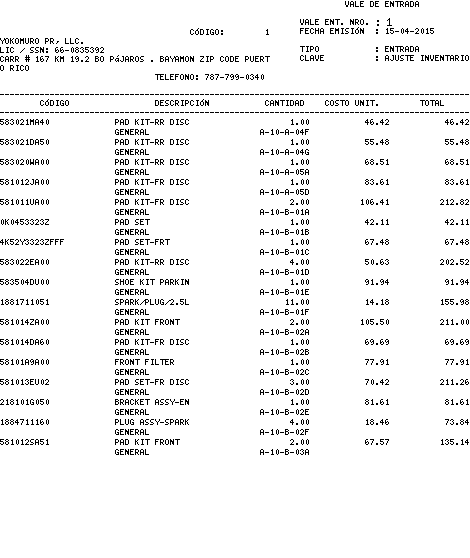 VALE DE ENTRADA
VALE ENT. NRO. : 1
CÓDIGO: 1 FECHA EMISIÓN : 15-04-2015
YOKOMURO PR, LLC.
LIC / SSN: 66-0835392 TIPO : ENTRADA
CARR # 167 KM 19.2 BO PáJAROS . BAYAMON ZIP CODE PUERT CLAVE : AJUSTE INVENTARIO
O RICO
TELEFONO: 787-799-0340
CÓDIGO DESCRIPCIÓN CANTIDAD COSTO UNIT. TOTAL
583021MA40 PAD KIT-RR DISC 1.00 46.42 46.42
GENERAL A-10-A-04F
583021DA50 PAD KIT-RR DISC 1.00 55.48 55.48
GENERAL A-10-A-04G
583020WA00 PAD KIT-RR DISC 1.00 68.51 68.51
GENERAL A-10-A-05A
581012JA00 PAD KIT-FR DISC 1.00 83.61 83.61
GENERAL A-10-A-05D
581011UA00 PAD KIT-FR DISC 2.00 106.41 212.82
GENERAL A-10-B-01A
0K0453323Z PAD SET 1.00 42.11 42.11
GENERAL A-10-B-01B
4K52Y3323ZFFF PAD SET-FRT 1.00 67.48 67.48
GENERAL A-10-B-01C
583022EA00 PAD KIT-RR DISC 4.00 50.63 202.52
GENERAL A-10-B-01D
583504DU00 SHOE KIT PARKIN 1.00 91.94 91.94
GENERAL A-10-B-01E
1881711051 SPARK/PLUG/2.5L 11.00 14.18 155.98
GENERAL A-10-B-01F
581014ZA00 PAD KIT FRONT 2.00 105.50 211.00
GENERAL A-10-B-02A
581014DA60 PAD KIT-FR DISC 1.00 69.69 69.69
GENERAL A-10-B-02B
58101A9A00 FRONT FILTER 1.00 77.91 77.91
GENERAL A-10-B-02C
581013EU02 PAD SET-FR DISC 3.00 70.42 211.26
GENERAL A-10-B-02D
218101G050 BRACKET ASSY-EN 1.00 81.61 81.61
GENERAL A-10-B-02E
1884711160 PLUG ASSY-SPARK 4.00 18.46 73.84
GENERAL A-10-B-02F
581012SA51 PAD KIT FRONT 2.00 67.57 135.14
GENERAL A-10-B-03A